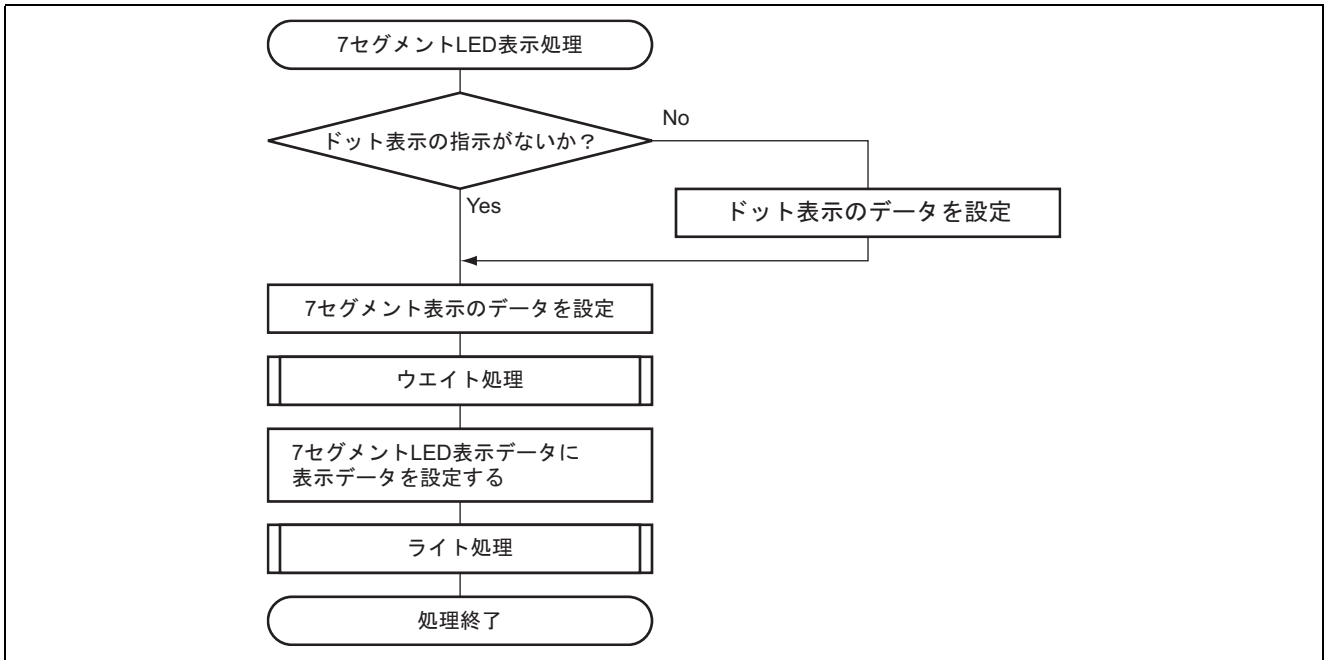 7セグメントLED表示処理
ドット表示の指示がないか？
No
Yes
ドット表示のデータを設定
7セグメント表示のデータを設定
ウエイト処理
7セグメントLED表示データに
表示データを設定する
ライト処理
処理終了